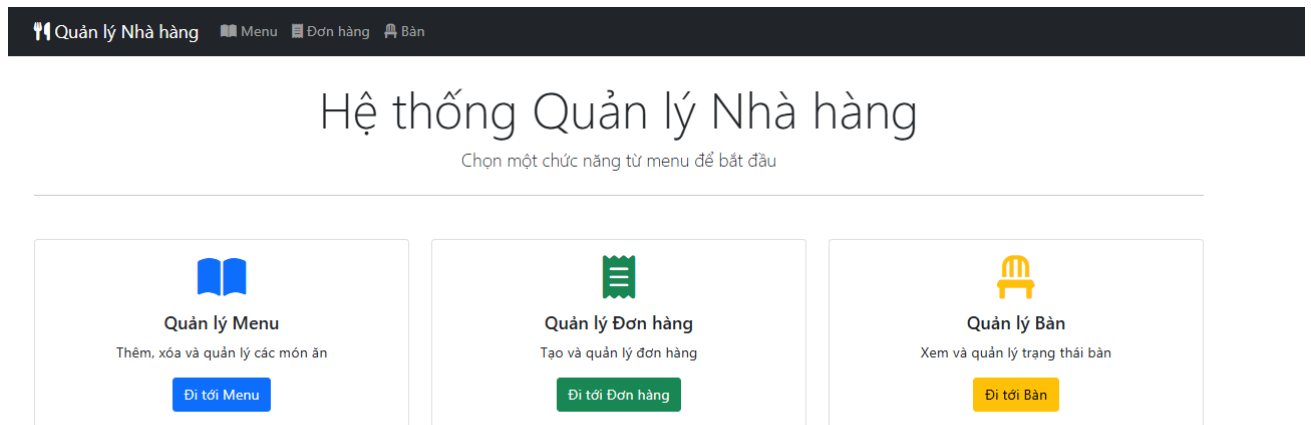 Quản lý Nhà hàng Menu Đơn hàng Bàn
Hệ thống Quản lý Nhà hàng
Chọn một chức năng từ menu để bắt đầu
Quản lý Menu
Thêm, xóa và quản lý các món ăn
Đi tới Menu
Quản lý Đơn hàng
Tạo và quản lý đơn hàng
Đi tới Đơn hàng
Quản lý Bàn
Xem và quản lý trạng thái bàn
Đi tới Bàn